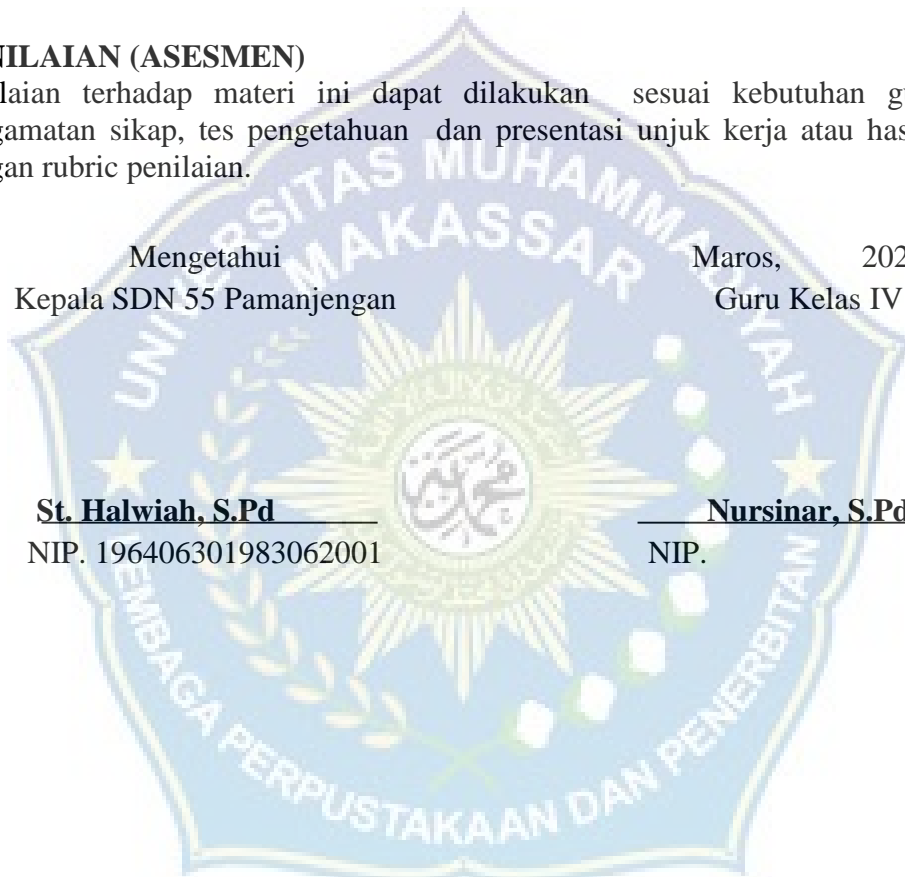 NILAIAN (ASESMEN)
laian terhadap materi ini dapat dilakukan sesuai kebutuhan gu
gamatan sikap, tes pengetahuan dan presentasi unjuk kerja atau has
gan rubric penilaian.
Mengetahui Maros, 202
Kepala SDN 55 Pamanjengan Guru Kelas IV
St. Halwiah, S.Pd Nursinar, S.Pd
NIP. 196406301983062001 NIP.
UNIVERSITAS MUHAMMADIYAH
MAKASSAR
LEMBAGA PERPUSTAKAAN DAN PENERBITAN